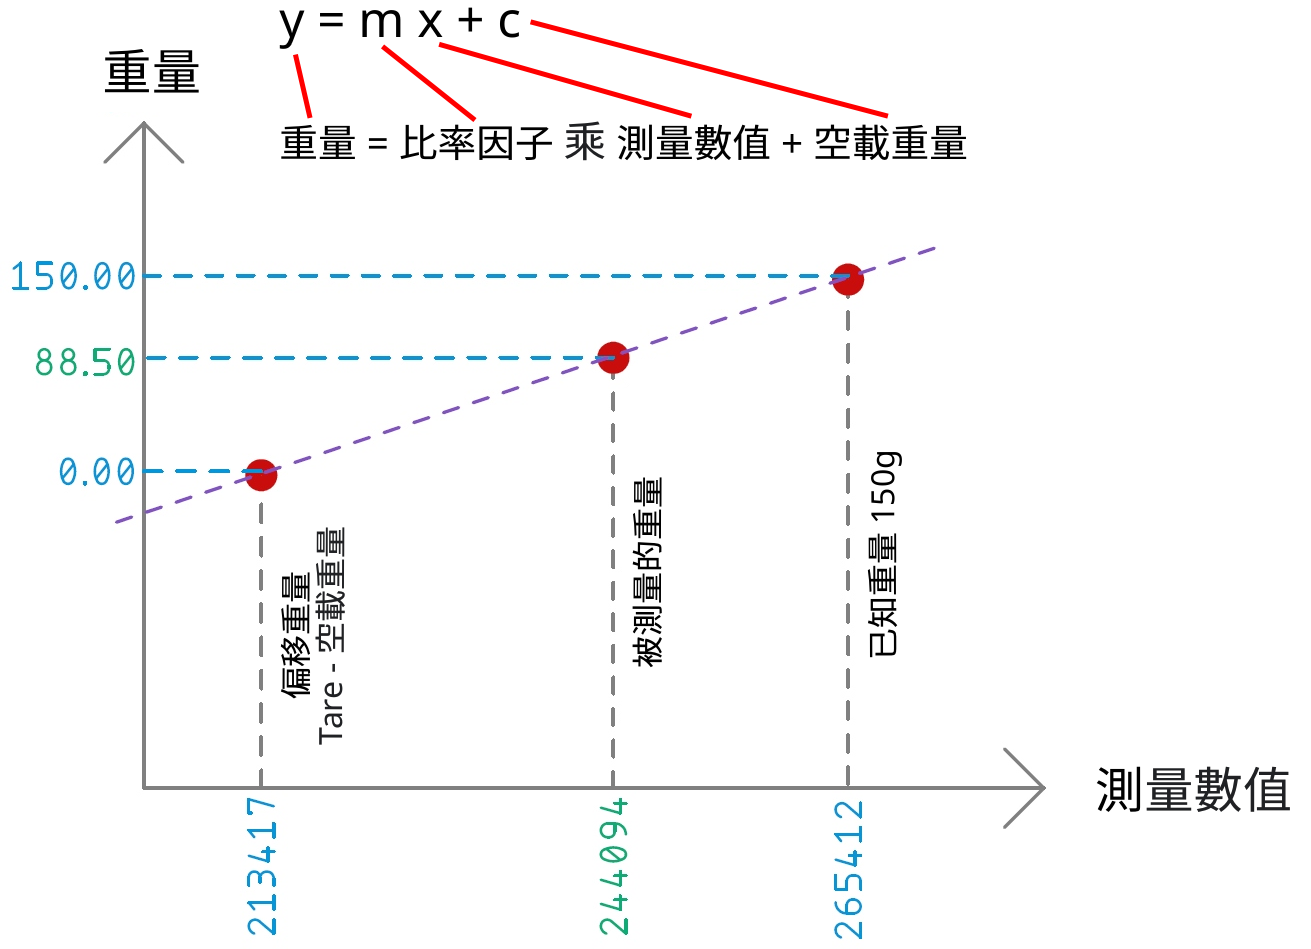 y = m x + c
重量
重量 = 比率因子 乘 測量數值 + 空載重量
150.00
88.50
0.00
偏移重量
Tare - 空載重量
被測量的重量
已知重量 150g
測量數值
213417
244094
265412